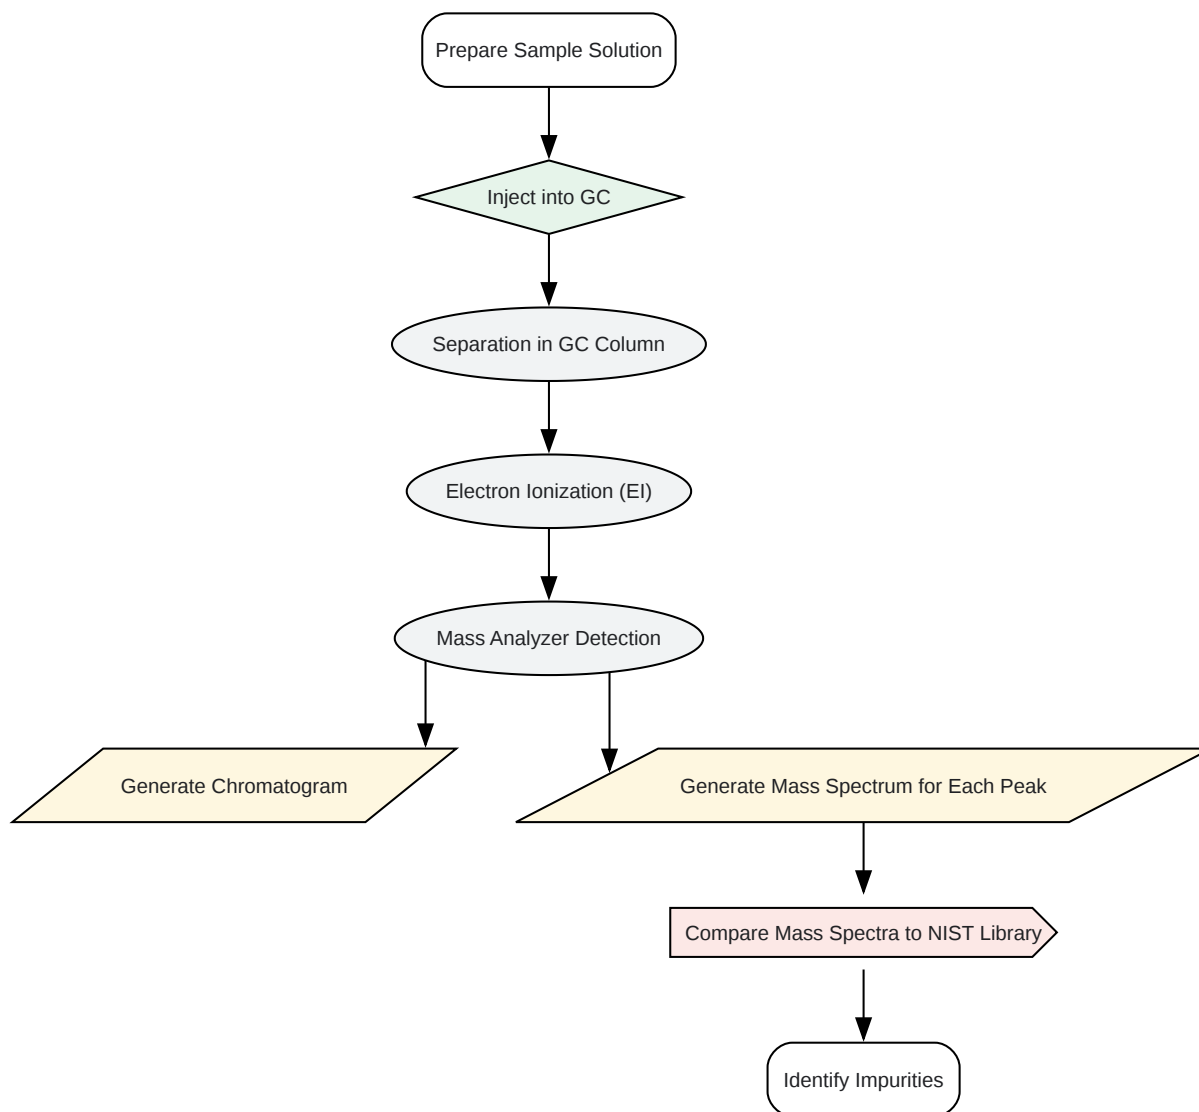 Prepare Sample Solution
Inject into GC
Separation in GC Column
Electron Ionization (EI)
Mass Analyzer Detection
Generate Chromatogram
Generate Mass Spectrum for Each Peak
Compare Mass Spectra to NIST Library
Identify Impurities